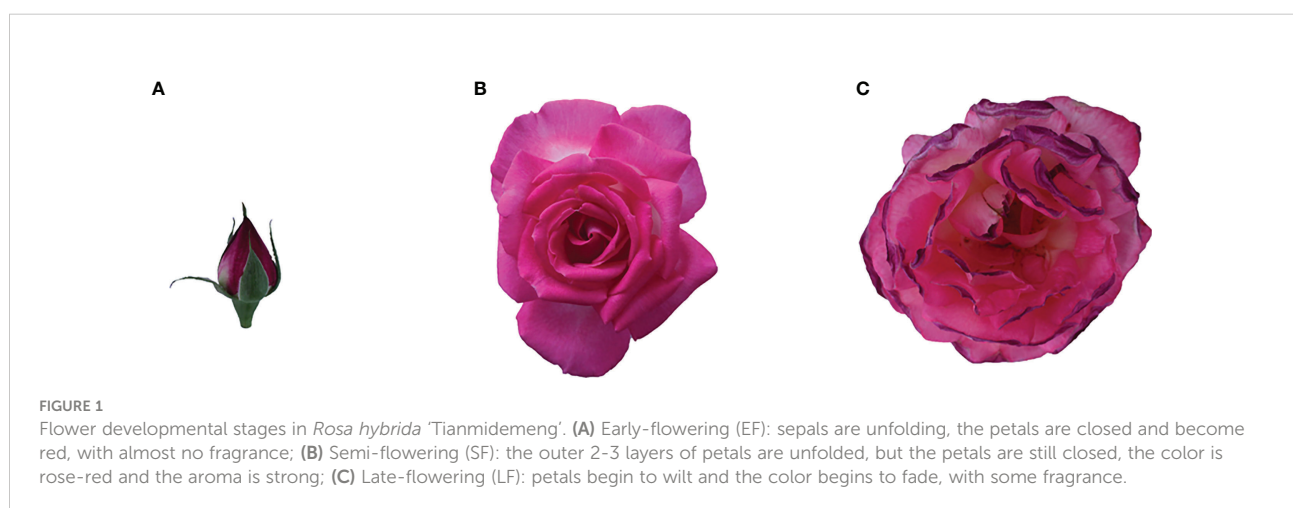 A B C
FIGURE 1
Flower developmental stages in Rosa hybrida ‘Tianmidemeng’. (A) Early-flowering (EF): sepals are unfolding, the petals are closed and become
red, with almost no fragrance; (B) Semi-flowering (SF): the outer 2-3 layers of petals are unfolded, but the petals are still closed, the color is
rose-red and the aroma is strong; (C) Late-flowering (LF): petals begin to wilt and the color begins to fade, with some fragrance.